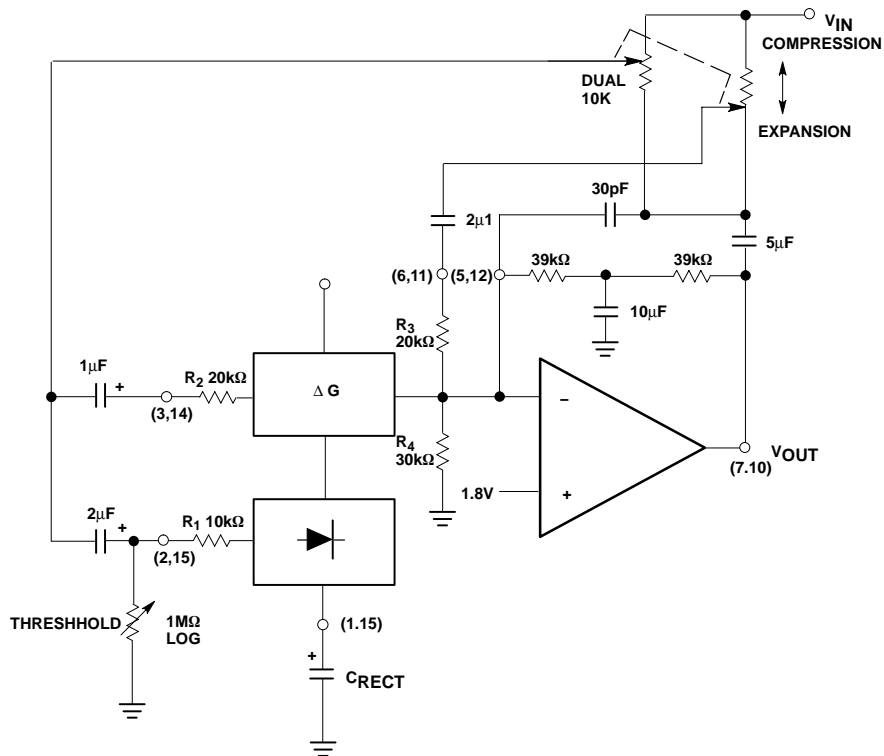 VIN
COMPRESSION
DUAL
10K
EXPANSION
30pF
2μ1
5μF
39kΩ
39kΩ
(6,11)
(5,12)
10μF
R3
20kΩ
1μF
+
R2 20kΩ
ΔG
(3,14)
−
R4
30kΩ
VOUT
(7.10)
1.8V
+
2μF
+
R1 10kΩ
(2,15)
THRESHHOLD
1MΩ
LOG
(1.15)
+
CRECT